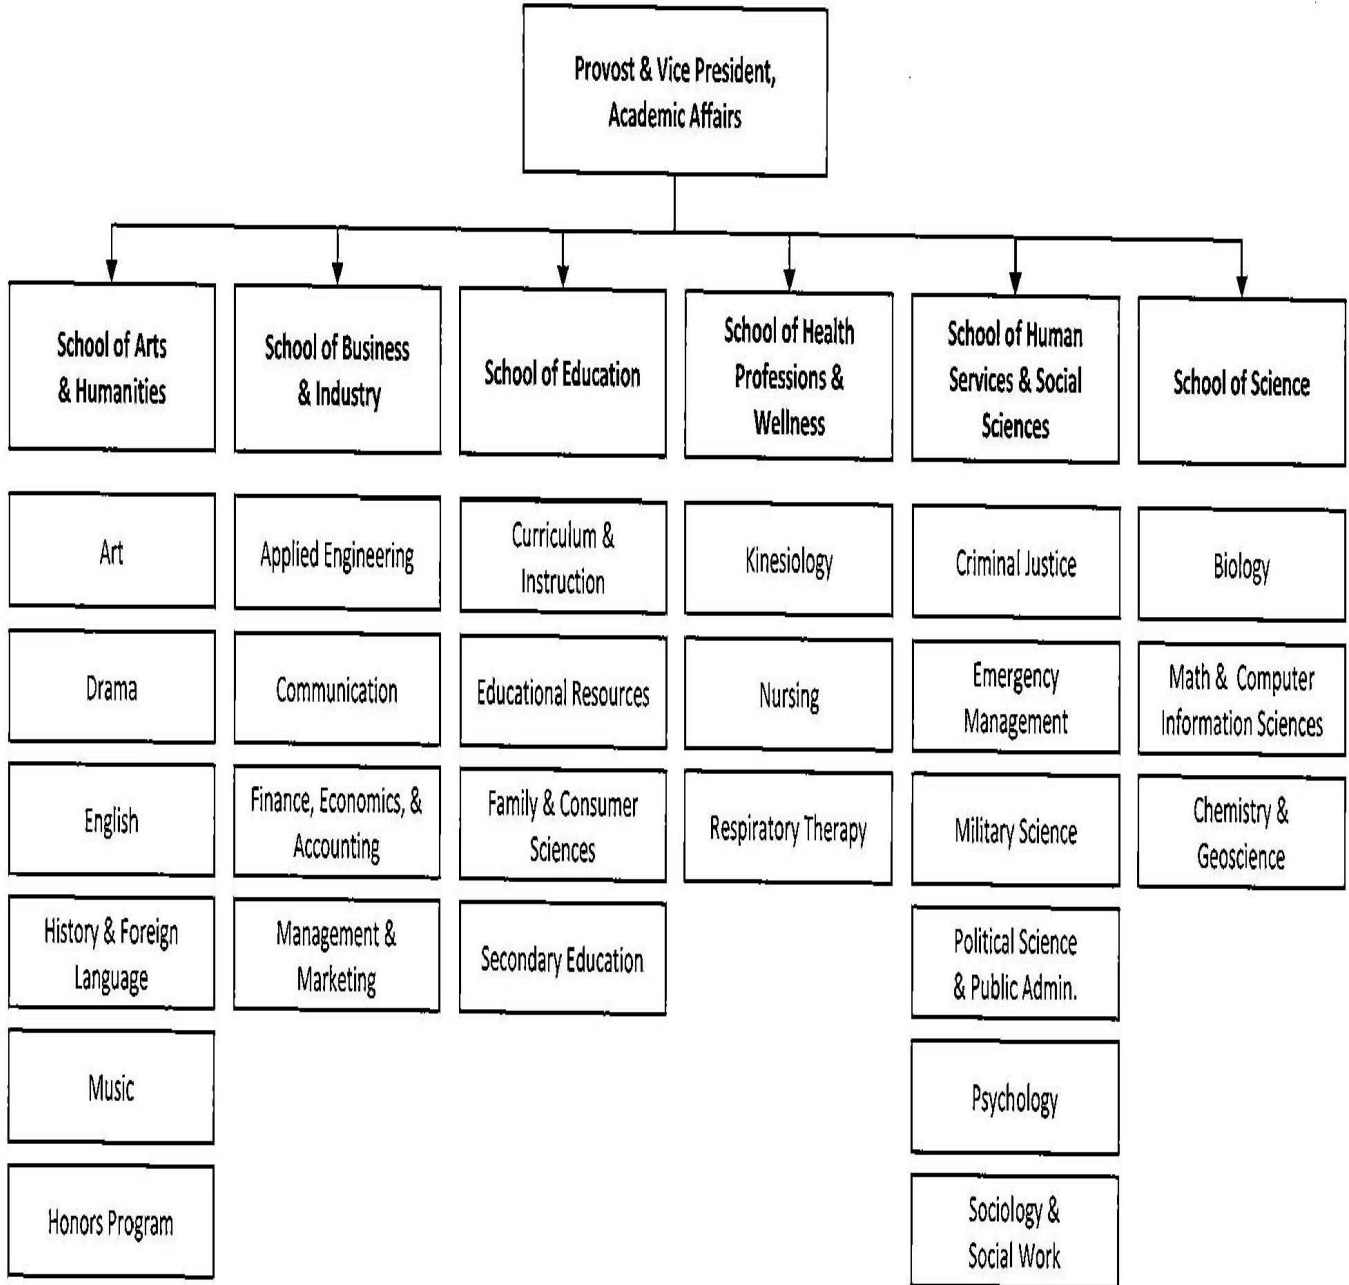 Provost & Vice President,
Academic Affairs
School of Arts
& Humanities
School of Business
& Industry
School of Education
School of Health
Professions &
Wellness
School of Human
Services & Social
Sciences
School of Science
Art
Drama
English
History & Foreign
Language
Music
Honors Program
Applied Engineering
Communication
Finance, Economics, &
Accounting
Management &
Marketing
Curriculum &
Instruction
Educational Resources
Family & Consumer
Sciences
Secondary Education
Kinesiology
Nursing
Respiratory Therapy
Criminal Justice
Emergency
Management
Military Science
Political Science
& Public Admin.
Psychology
Sociology &
Social Work
Biology
Math & Computer
Information Sciences
Chemistry &
Geoscience